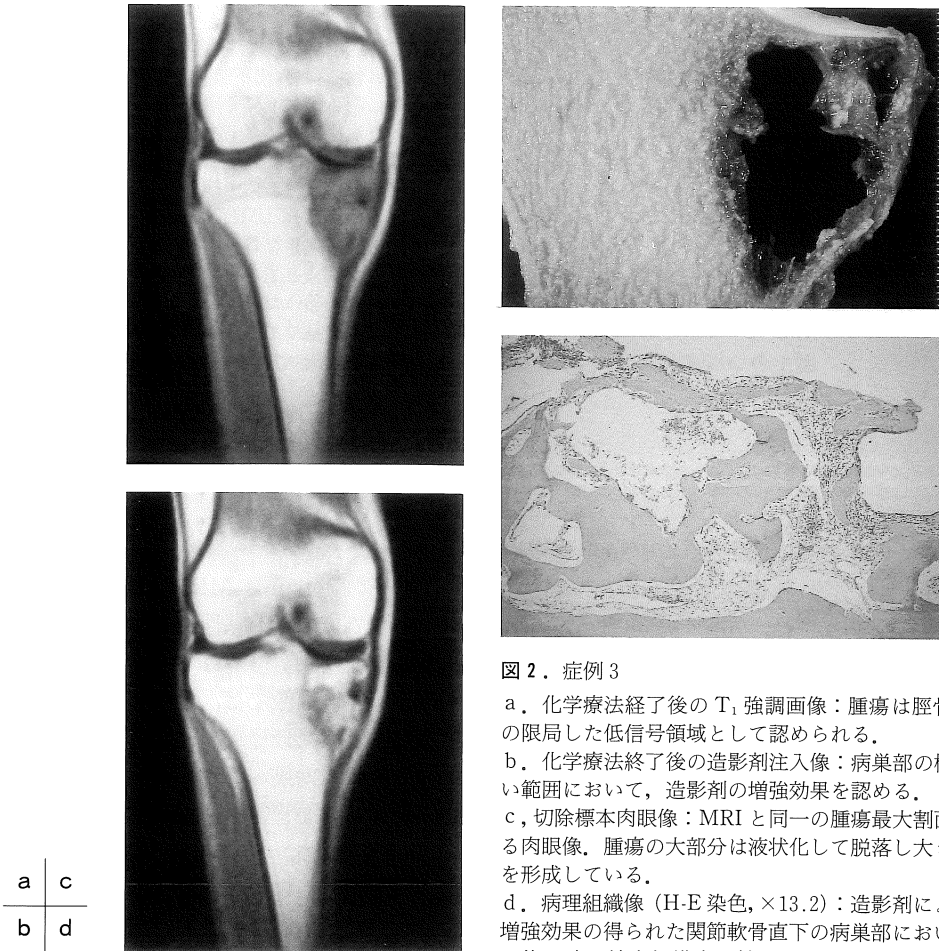 図2. 症例3
a. 化学療法経了後の T₁ 強調画像：腫瘍は脛
の限局した低信号領域として認められる.
b. 化学療法終了後の造影剤注入像：病巣部の
い範囲において，造影剤の増強効果を認める.
c, 切除標本肉眼像：MRI と同一の腫瘍最大割
る肉眼像. 腫瘍の大部分は液状化して脱落し大
を形成している.
d. 病理組織像 (H-E 染色, ×13.2)：造影剤に
増強効果の得られた関節軟骨直下の病巣部におい
a c
b d